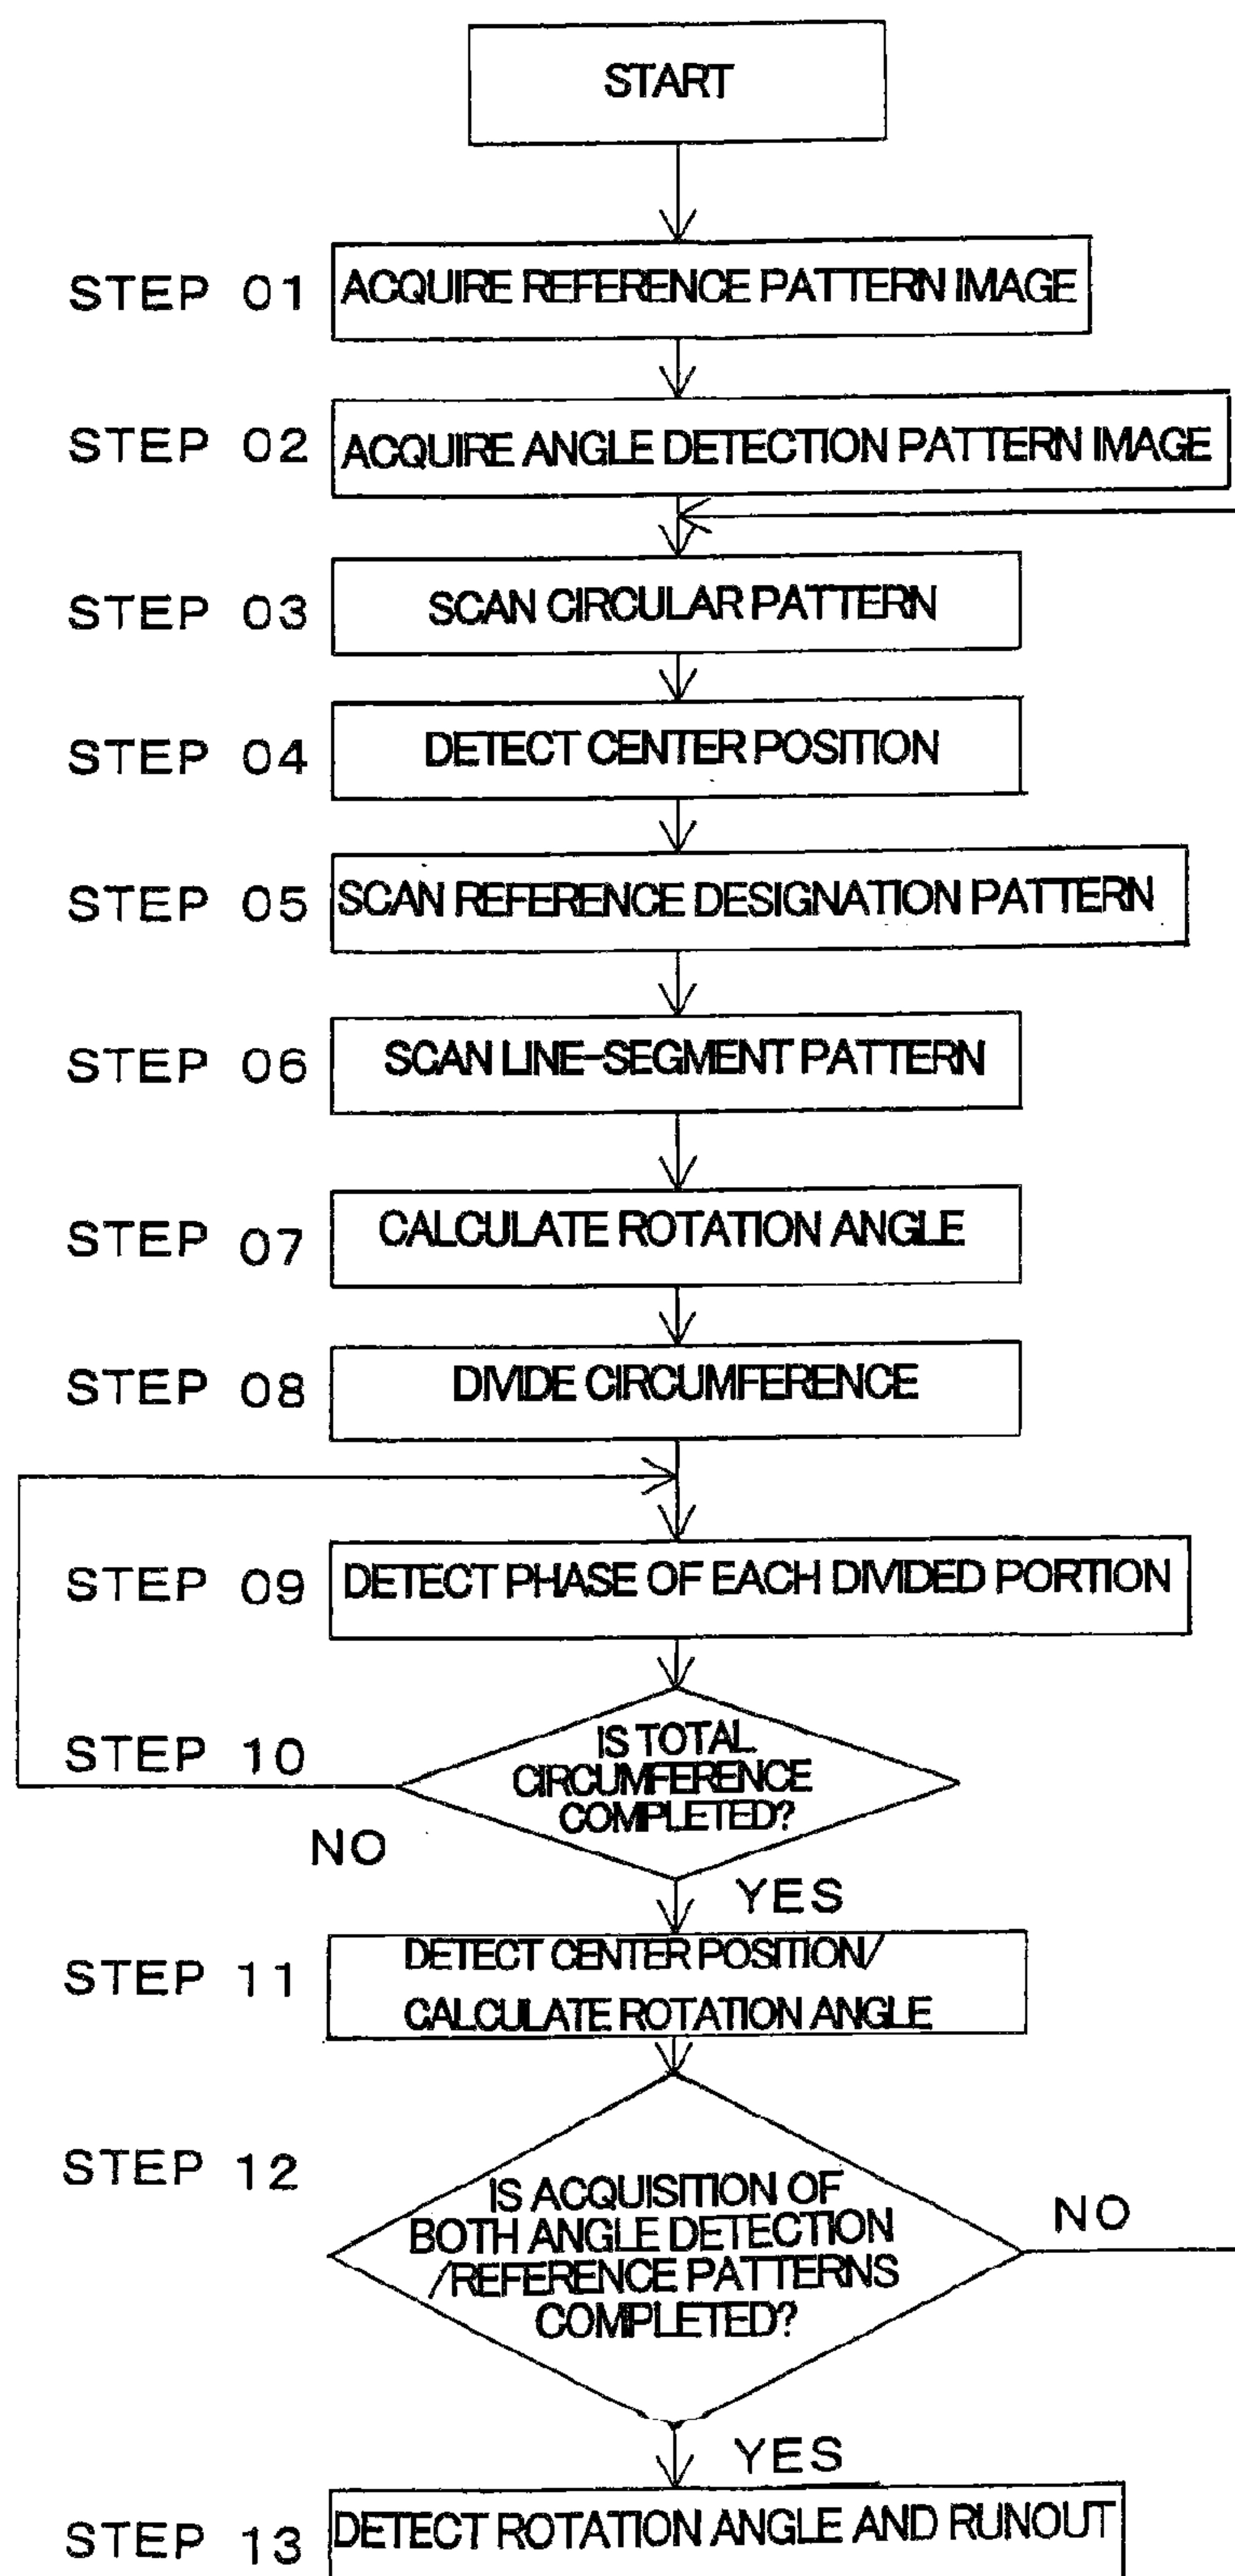 START
STEP 01
ACQUIRE REFERENCE PATTERN IMAGE
STEP 02
ACQUIRE ANGLE DETECTION PATTERN IMAGE
STEP 03
SCAN CIRCULAR PATTERN
STEP 04
DETECT CENTER POSITION
STEP 05
SCAN REFERENCE DESIGNATION PATTERN
STEP 06
SCAN LINE-SEGMENT PATTERN
STEP 07
CALCULATE ROTATION ANGLE
STEP 08
DIVIDE CIRCUMFERENCE
STEP 09
DETECT PHASE OF EACH DIVIDED PORTION
STEP 10
IS TOTAL
CIRCUMFERENCE
COMPLETED?
NO
YES
STEP 11
DETECT CENTER POSITION/
CALCULATE ROTATION ANGLE
STEP 12
IS ACQUISITION OF
BOTH ANGLE DETECTION
/REFERENCE PATTERNS
COMPLETED?
NO
YES
STEP 13
DETECT ROTATION ANGLE AND RUNOUT